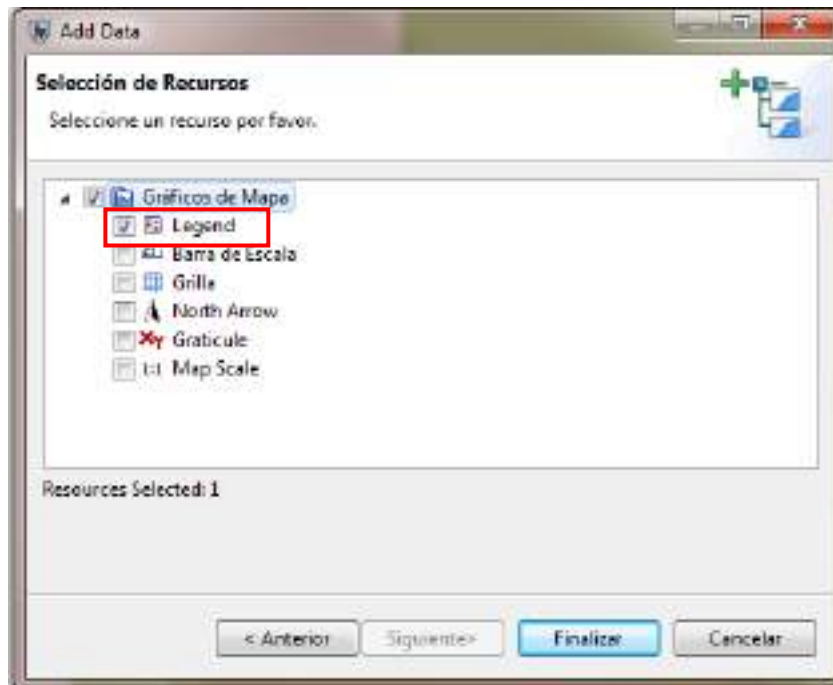 Add Data
Selección de Recursos
Seleccione un recurso por favor.
Gráficos de Mapa
Legend
Barra de Escala
Grilla
North Arrow
Graticule
1:1 Map Scale
Resources Selected: 1
< Anterior Siguiente> Finalizar Cancelar